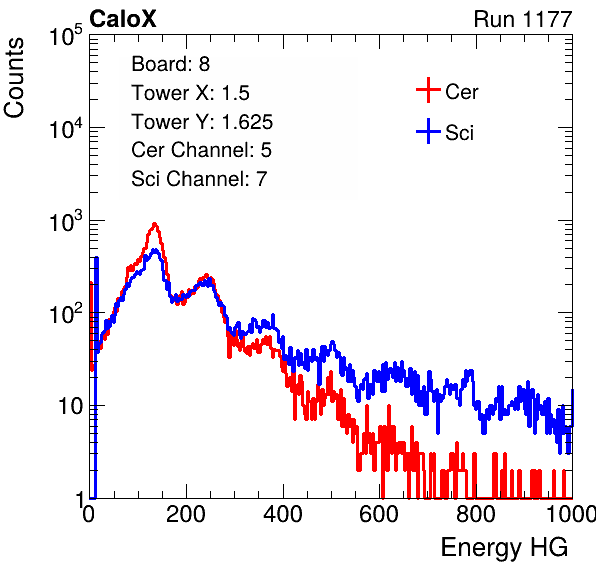 CaloX Run 1177
Counts
10^5
10^4
10^3
10^2
10
1
Board: 8
Tower X: 1.5
Tower Y: 1.625
Cer Channel: 5
Sci Channel: 7
Cer
Sci
0 200 400 600 800 1000
Energy HG